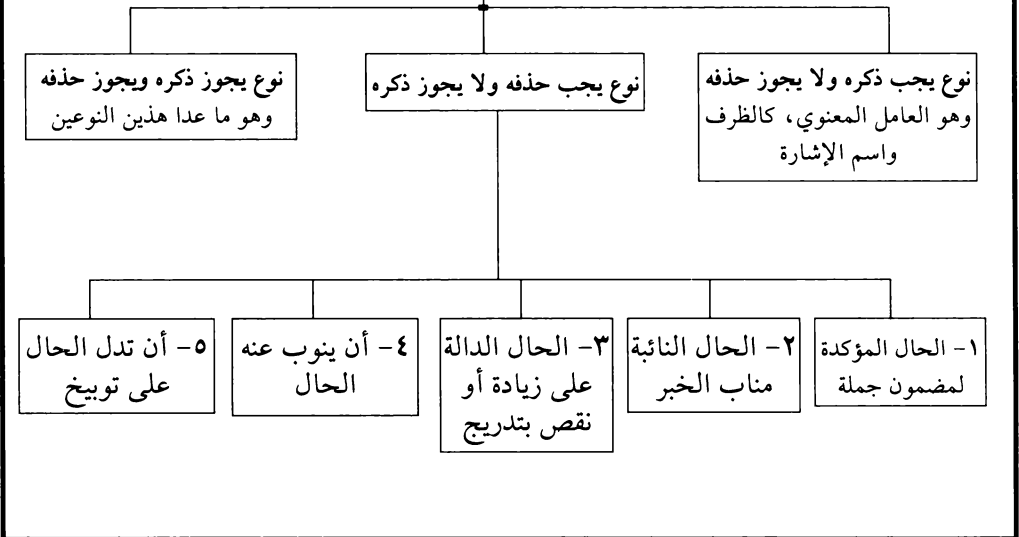 نوع يجب ذكره ولا يجوز حذفه
وهو العامل المعنوي، كالظرف
واسم الإشارة
نوع يجب حذفه ولا يجوز ذكره
نوع يجوز ذكره ويجوز حذفه
وهو ما عدا هذين النوعين
١- الحال المؤكدة
لمضمون جملة
٢- الحال النائبة
مناب الخبر
٣- الحال الدالة
على زيادة أو
نقص بتدريج
٤- أن ينوب عنه
الحال
٥- أن تدل الحال
على توبيخ